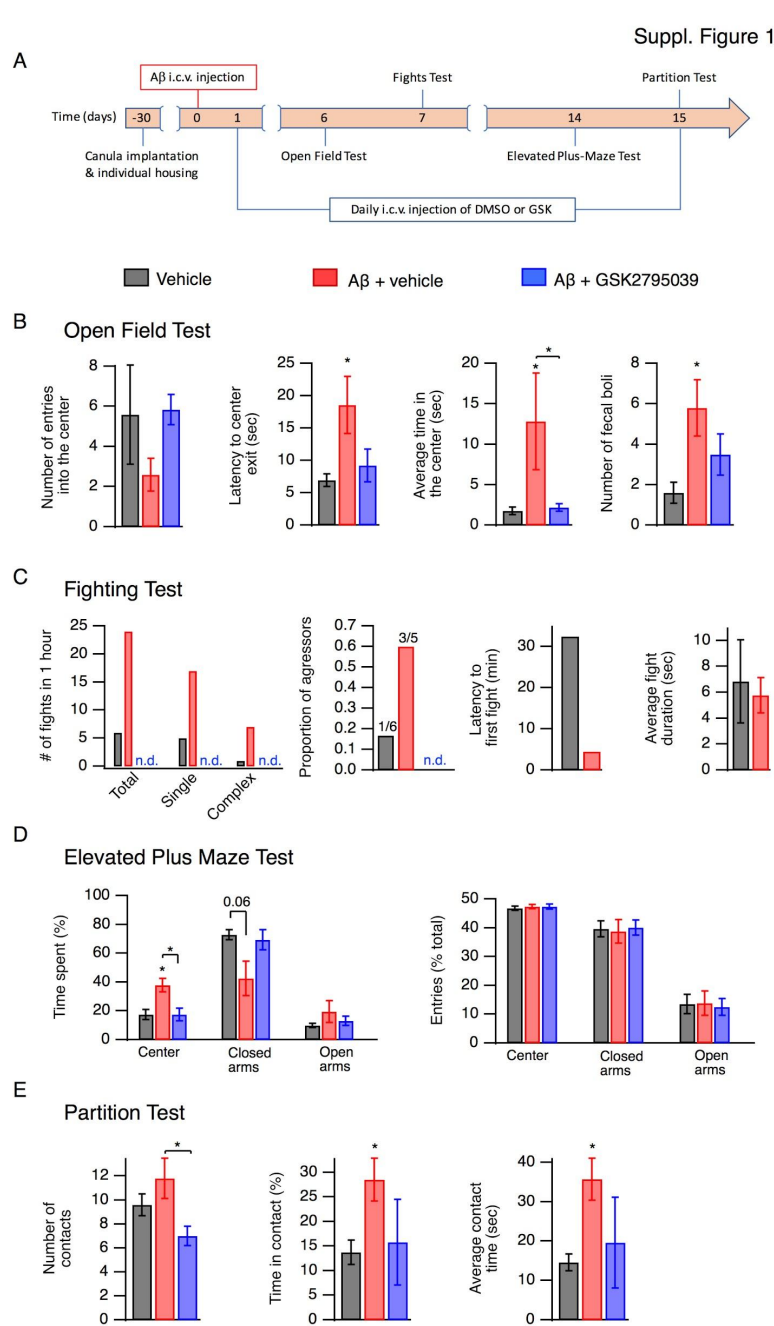 Suppl. Figure 1
A
Aβ i.c.v. injection
Fights Test
Partition Test
Time (days)
-30
0
1
6
7
14
15
Canula implantation
& individual housing
Open Field Test
Elevated Plus-Maze Test
Daily i.c.v. injection of DMSO or GSK
Vehicle
Aβ + vehicle
Aβ + GSK2795039
B
Open Field Test
Number of entries
into the center
8
6
4
2
0
Latency to center
exit (sec)
25
20
15
10
5
0
*
Average time in
the center (sec)
20
15
10
5
0
*
*
Number of fecal boli
8
6
4
2
0
*
C
Fighting Test
# of fights in 1 hour
25
20
15
10
5
0
n.d.
n.d.
n.d.
Total
Single
Complex
Proportion of agressors
0.7
0.6
0.5
0.4
0.3
0.2
0.1
0.0
1/6
3/5
n.d.
Latency to
first fight (min)
30
20
10
0
Average fight
duration (sec)
10
8
6
4
2
0
D
Elevated Plus Maze Test
Time spent (%)
100
80
60
40
20
0
*
*
0.06
Center
Closed
arms
Open
arms
Entries (% total)
50
40
30
20
10
0
Center
Closed
arms
Open
arms
E
Partition Test
Number of
contacts
12
10
8
6
4
2
0
*
Time in contact (%)
30
25
20
15
10
5
0
*
Average contact
time (sec)
40
30
20
10
0
*